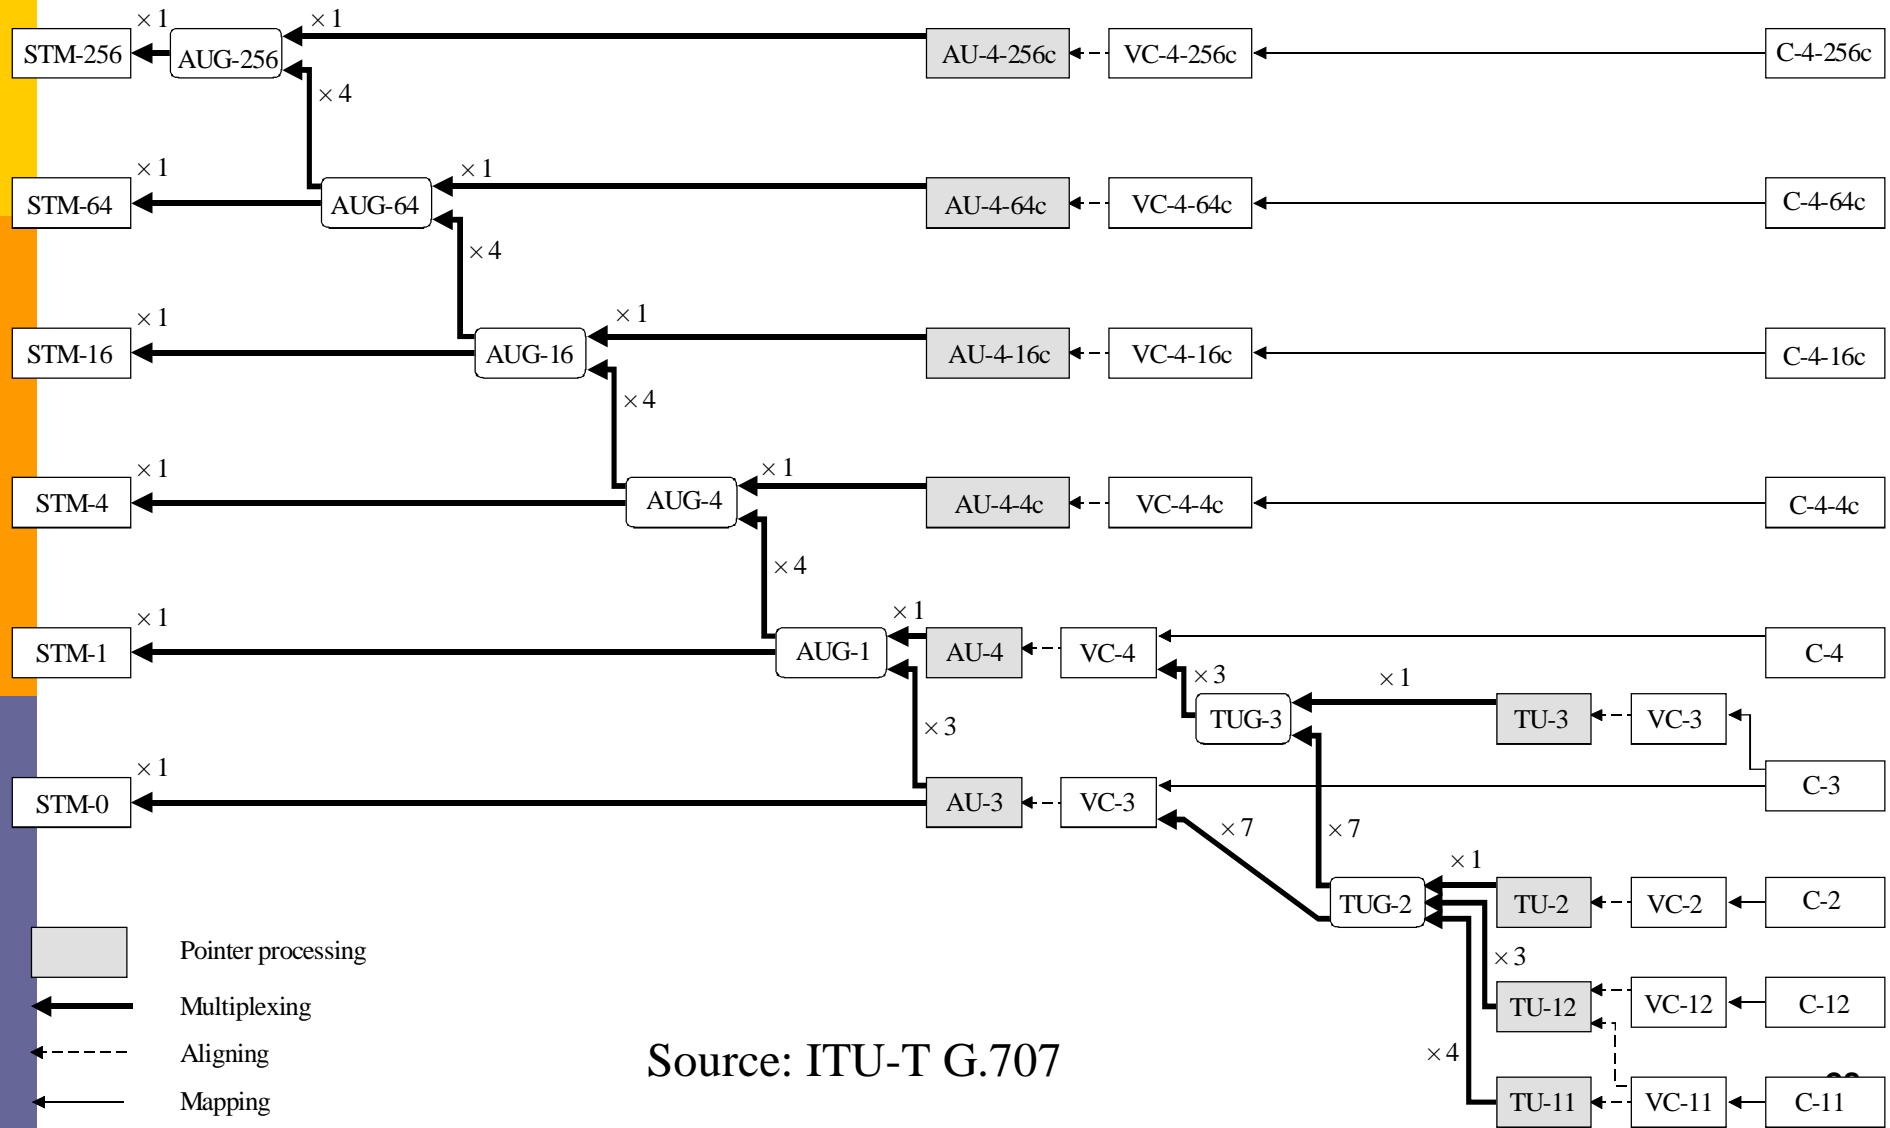 ×1 ×1
STM-256 AUG-256 AU-4-256c VC-4-256c C-4-256c
×4
×1 ×1
STM-64 AUG-64 AU-4-64c VC-4-64c C-4-64c
×4
×1 ×1
STM-16 AUG-16 AU-4-16c VC-4-16c C-4-16c
×4
×1 ×1
STM-4 AUG-4 AU-4-4c VC-4-4c C-4-4c
×4
×1 ×1
STM-1 AUG-1 AU-4 VC-4 C-4
×3 ×1
TUG-3 TU-3 VC-3
×3
×1
STM-0 AU-3 VC-3 C-3
×7 ×7
×1
TUG-2 TU-2 VC-2 C-2
Pointer processing
×3
Multiplexing
TU-12 VC-12 C-12
Aligning
Source: ITU-T G.707
×4
Mapping
TU-11 VC-11 C-11